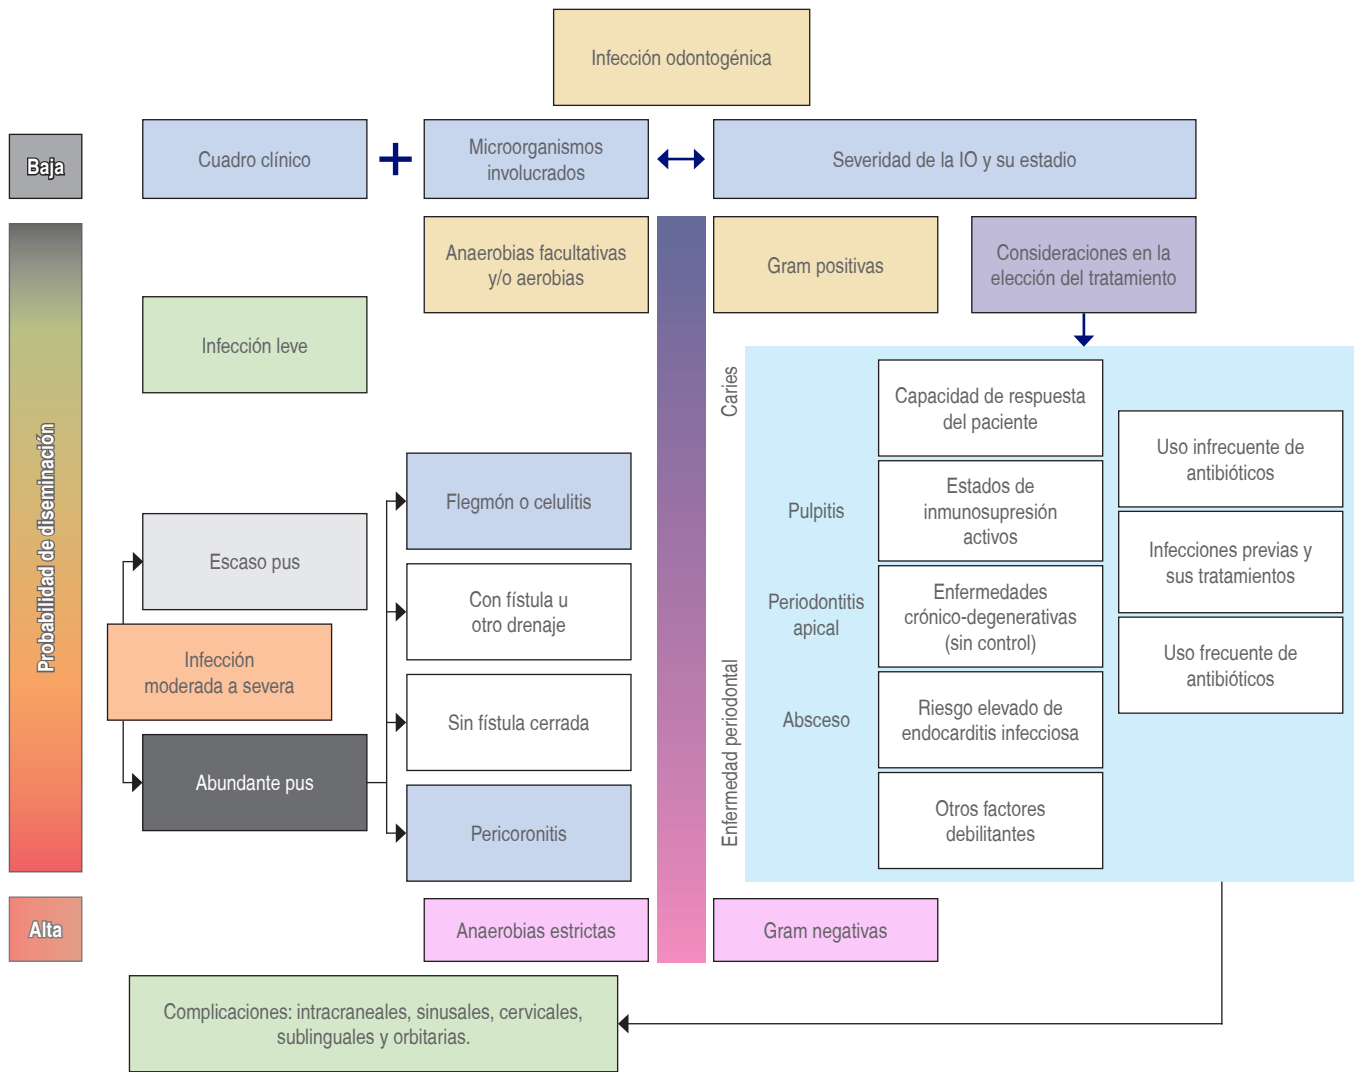 Infección odontogénica
Baja
Cuadro clínico
+
Microorganismos
involucrados
Severidad de la IO y su estadio
Anaerobias facultativas
y/o aerobias
Gram positivas
Consideraciones en la
elección del tratamiento
Probabilidad de diseminación
Infección leve
Escaso pus
Infección
moderada a severa
Abundante pus
Flegmón o celulitis
Con fístula u
otro drenaje
Sin fístula cerrada
Pericoronitis
Caries
Enfermedad periodontal
Pulpitis
Periodontitis
apical
Absceso
Capacidad de respuesta
del paciente
Estados de
inmunosupresión
activos
Enfermedades
crónico-degenerativas
(sin control)
Riesgo elevado de
endocarditis infecciosa
Otros factores
debilitantes
Uso infrecuente de
antibióticos
Infecciones previas y
sus tratamientos
Uso frecuente de
antibióticos
Alta
Anaerobias estrictas
Gram negativas
Complicaciones: intracraneales, sinusales, cervicales,
sublinguales y orbitarias.